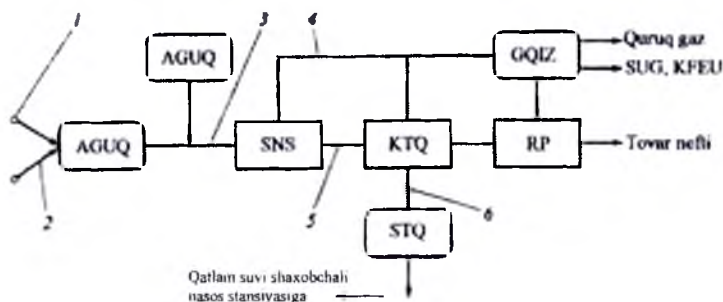 1
4
3
AGUQ
GQIZ
Quruq gaz
SUG, KFEU
AGUQ
SNS
KTQ
RP
Tovar nefti
2
5
6
STQ
Qatlam suvi shaxobchali
nasos stansiyasiga